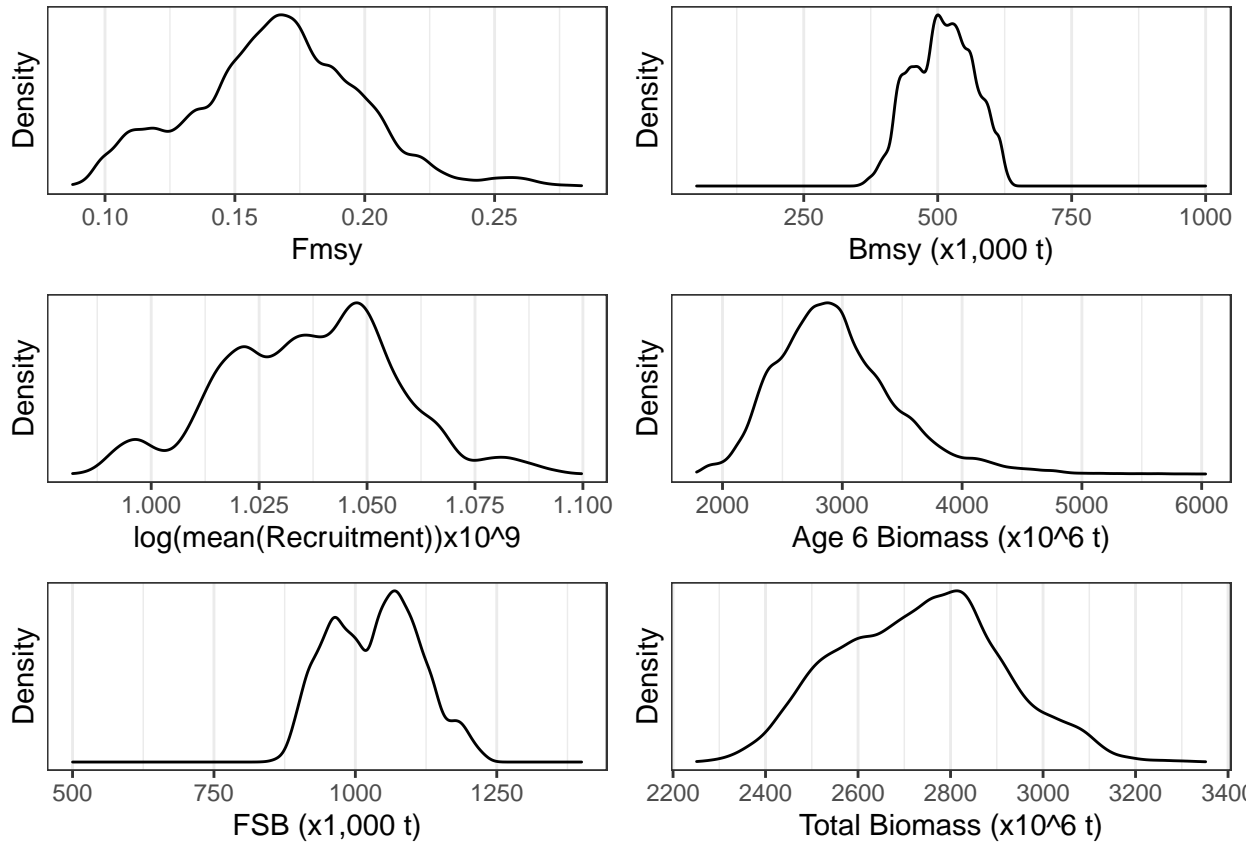 Density
0.10 0.15 0.20 0.25
Fmsy
Density
250 500 750 1000
Bmsy (x1,000 t)
Density
1.000 1.025 1.050 1.075 1.100
log(mean(Recruitment))x10^9
Density
2000 3000 4000 5000 6000
Age 6 Biomass (x10^6 t)
Density
500 750 1000 1250
FSB (x1,000 t)
Density
2200 2400 2600 2800 3000 3200 3400
Total Biomass (x10^6 t)